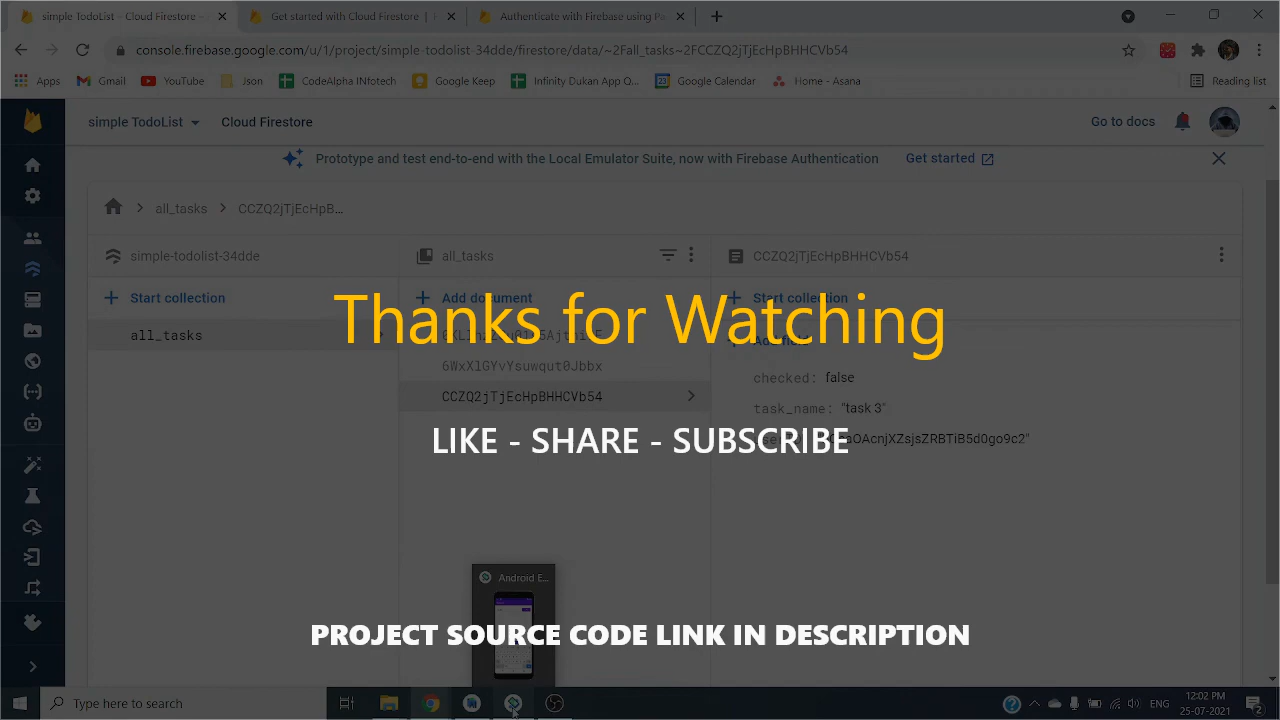 simple TodoList – Cloud Firestore –
Get started with Cloud Firestore |
Authenticate with Firebase using Pa
console.firebase.google.com/u/1/project/simple-todolist-34dde/firestore/data/~2Fall_tasks~2FCCZQ2jTjEcHpBHHCVb54
Apps
Gmail
YouTube
Json
CodeAlpha INfotech
Google Keep
Infinity Dukan App Q...
Google Calendar
Home - Asana
Reading list
simple TodoList
Cloud Firestore
Go to docs
Prototype and test end-to-end with the Local Emulator Suite, now with Firebase Authentication
Get started
all_tasks
CCZQ2jTjEcHpB...
simple-todolist-34dde
all_tasks
CCZQ2jTjEcHpBHHCVb54
Start collection
Add document
Start collection
Thanks for Watching
all_tasks
6WxXlGYvYsuwqut0Jbbx
CCZQ2jTjEcHpBHHCVb54
checked: false
task_name: "task 3"
LIKE - SHARE - SUBSCRIBE
Android E...
PROJECT SOURCE CODE LINK IN DESCRIPTION
Type here to search
ENG
12:02 PM
25-07-2021
2